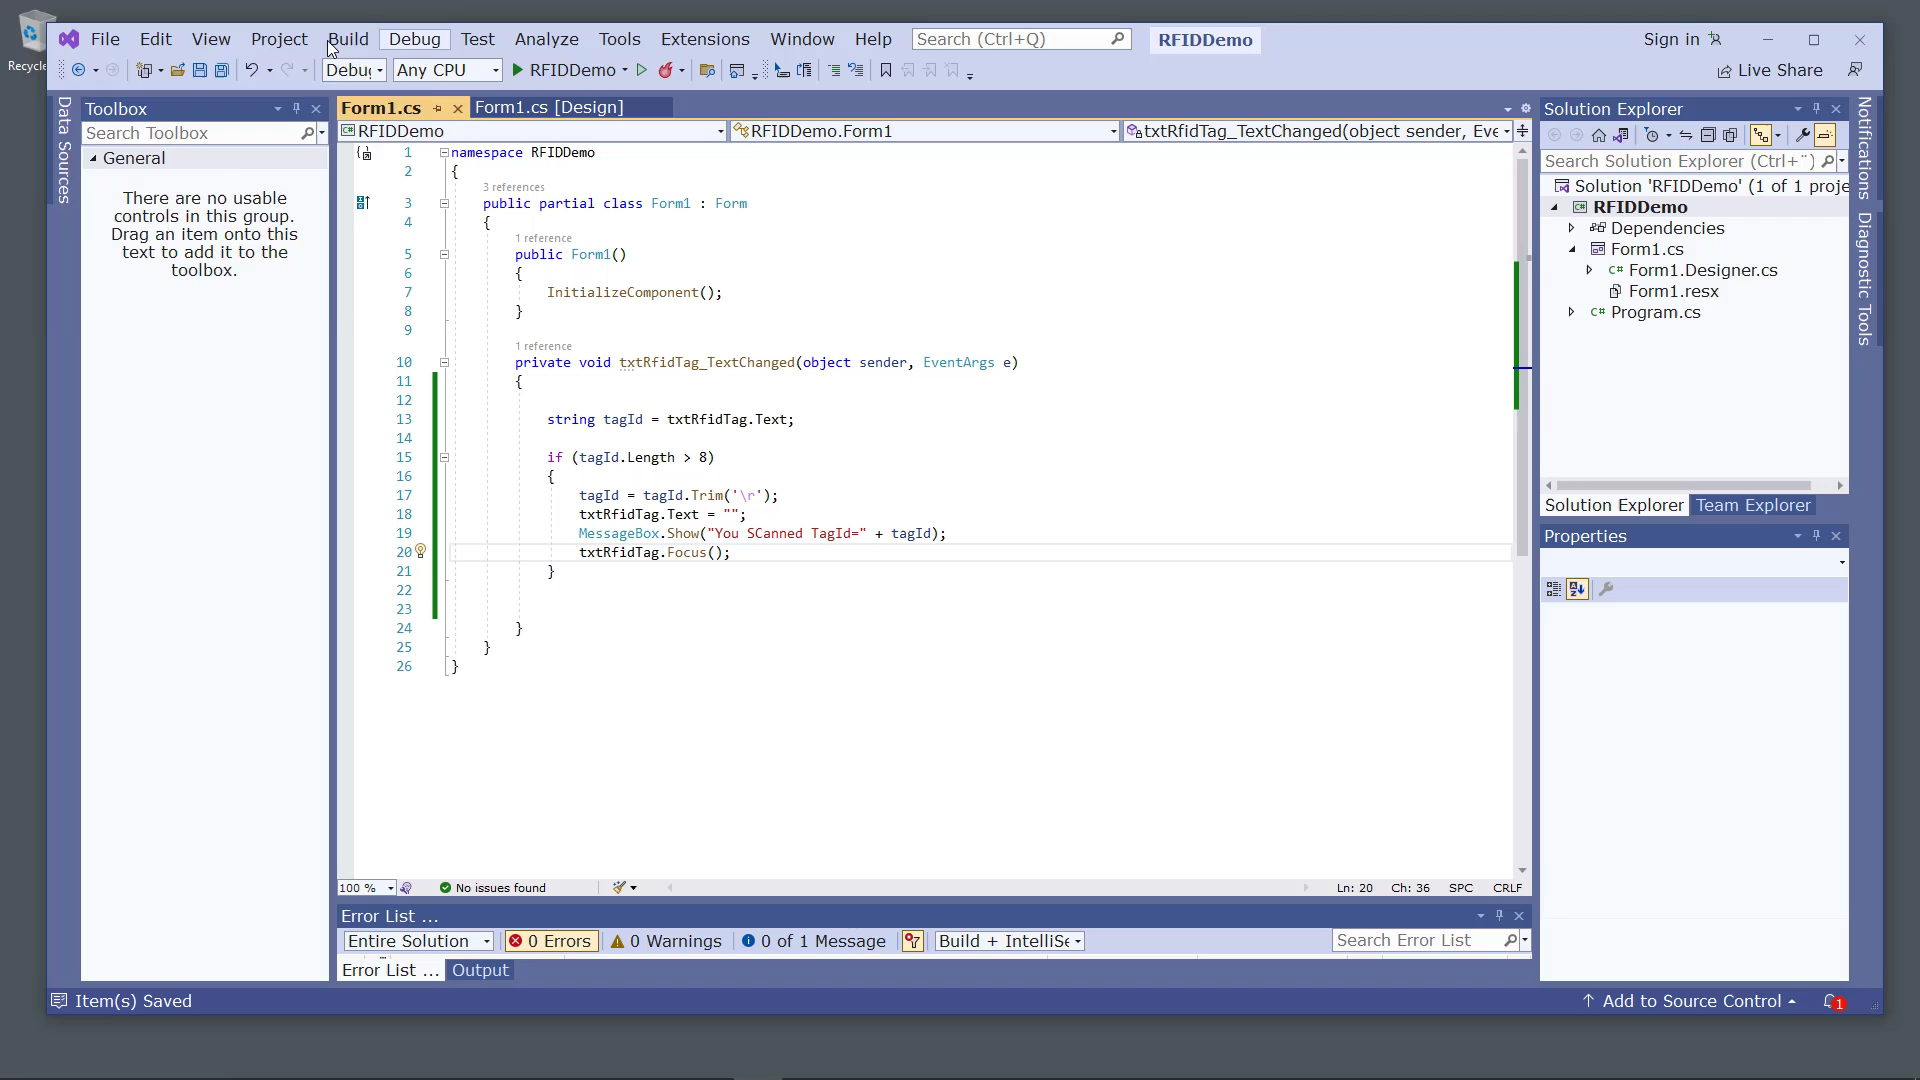 Recycle
File Edit View Project Build Debug Test Analyze Tools Extensions Window Help Search (Ctrl+Q) RFIDDemo Sign in
Debug Any CPU RFIDDemo Live Share
Data Sources
Toolbox
Search Toolbox
General
There are no usable
controls in this group.
Drag an item onto this
text to add it to the
toolbox.
Form1.cs Form1.cs [Design]
RFIDDemo RFIDDemo.Form1 txtRfidTag_TextChanged(object sender, Eve
1 namespace RFIDDemo
2 {
3 references
3 public partial class Form1 : Form
4 {
1 reference
5 public Form1()
6 {
7 InitializeComponent();
8 }
9
1 reference
10 private void txtRfidTag_TextChanged(object sender, EventArgs e)
11 {
12
13 string tagId = txtRfidTag.Text;
14
15 if (tagId.Length > 8)
16 {
17 tagId = tagId.Trim('\r');
18 txtRfidTag.Text = "";
19 MessageBox.Show("You SCanned TagId=" + tagId);
20 txtRfidTag.Focus();
21 }
22
23
24 }
25 }
26 }
100 % No issues found Ln: 20 Ch: 36 SPC CRLF
Error List ...
Entire Solution 0 Errors 0 Warnings 0 of 1 Message Build + IntelliSe Search Error List
Error List ... Output
Solution Explorer
Search Solution Explorer (Ctrl+¨)
Solution 'RFIDDemo' (1 of 1 proje
RFIDDemo
Dependencies
Form1.cs
C# Form1.Designer.cs
Form1.resx
C# Program.cs
Solution Explorer Team Explorer
Properties
Notifications
Diagnostic Tools
Item(s) Saved Add to Source Control 1